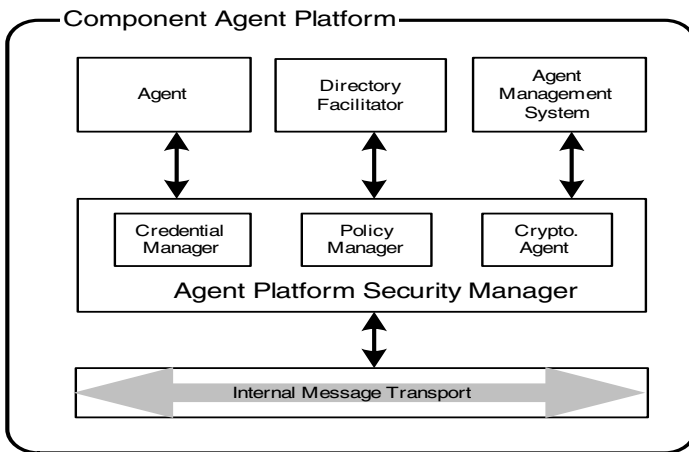 Component Agent Platform
Agent
Directory
Facilitator
Agent
Management
System
Credential
Manager
Policy
Manager
Crypto.
Agent
Agent Platform Security Manager
Internal Message Transport